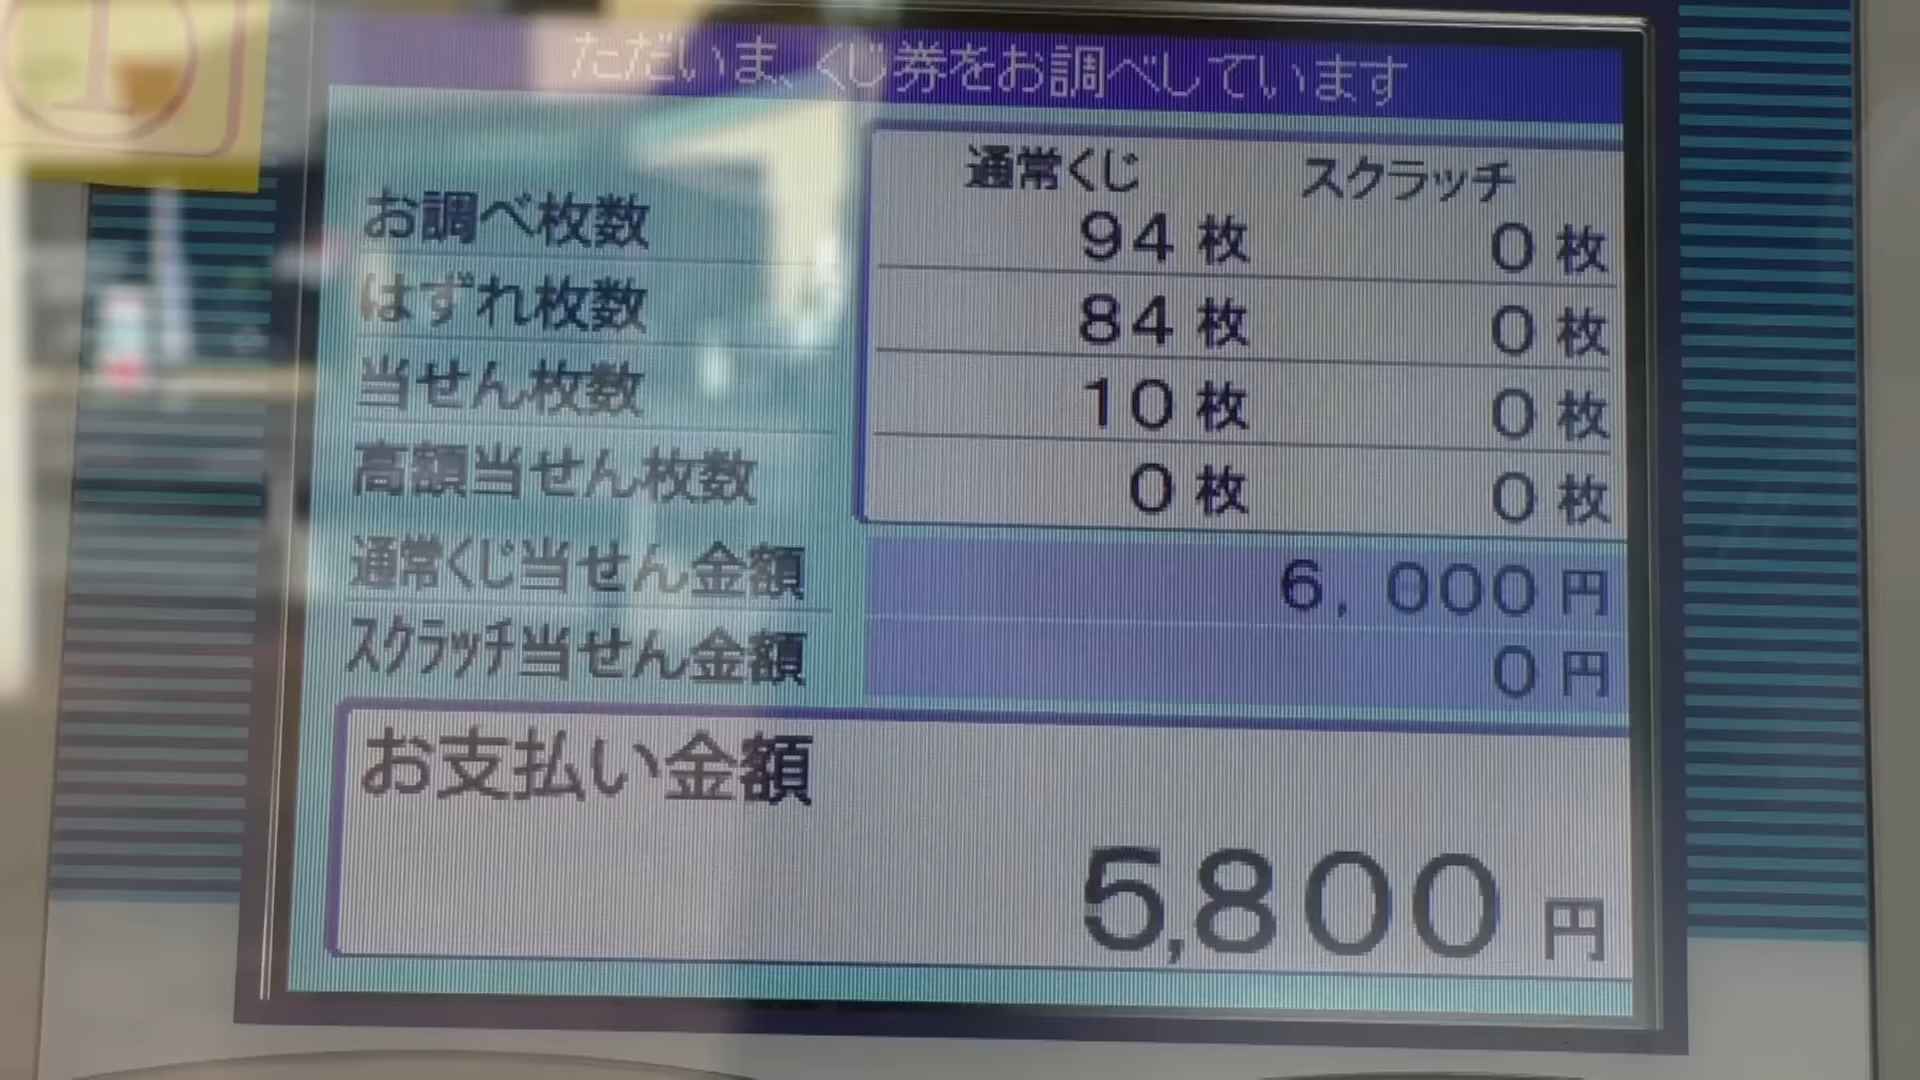 ただいま、くじ券をお調べしています
通常くじ スクラッチ
お調べ枚数 94 枚 0 枚
はずれ枚数 84 枚 0 枚
当せん枚数 10 枚 0 枚
高額当せん枚数 0 枚 0 枚
通常くじ当せん金額 6,000 円
スクラッチ当せん金額 0 円
お支払い金額
5,800 円